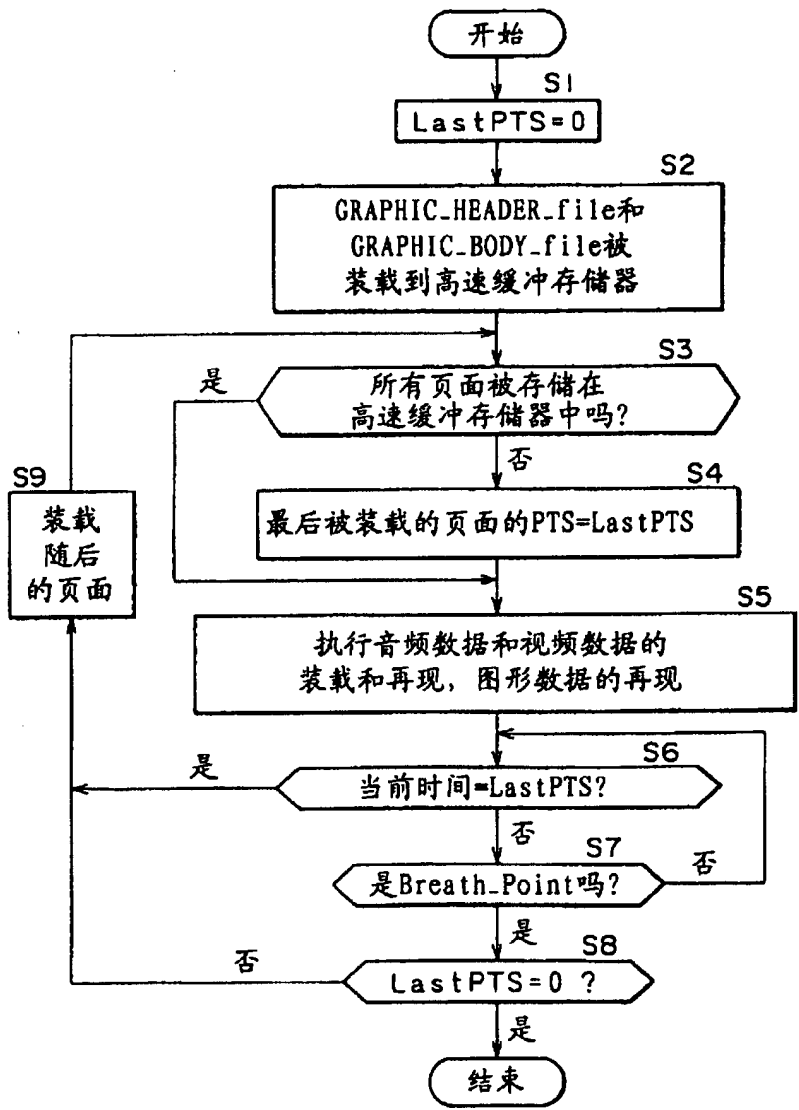 开始
S1
LastPTS=0
S2
GRAPHIC_HEADER_file和
GRAPHIC_BODY_file被
装载到高速缓冲存储器
S3
所有页面被存储在
高速缓冲存储器中吗?
是
否
S4
最后被装载的页面的PTS=LastPTS
S9
装载
随后
的页面
S5
执行音频数据和视频数据的
装载和再现, 图形数据的再现
S6
当前时间=LastPTS?
是
否
S7
是Breath_Point吗?
否
是
S8
LastPTS=0 ?
否
是
结束